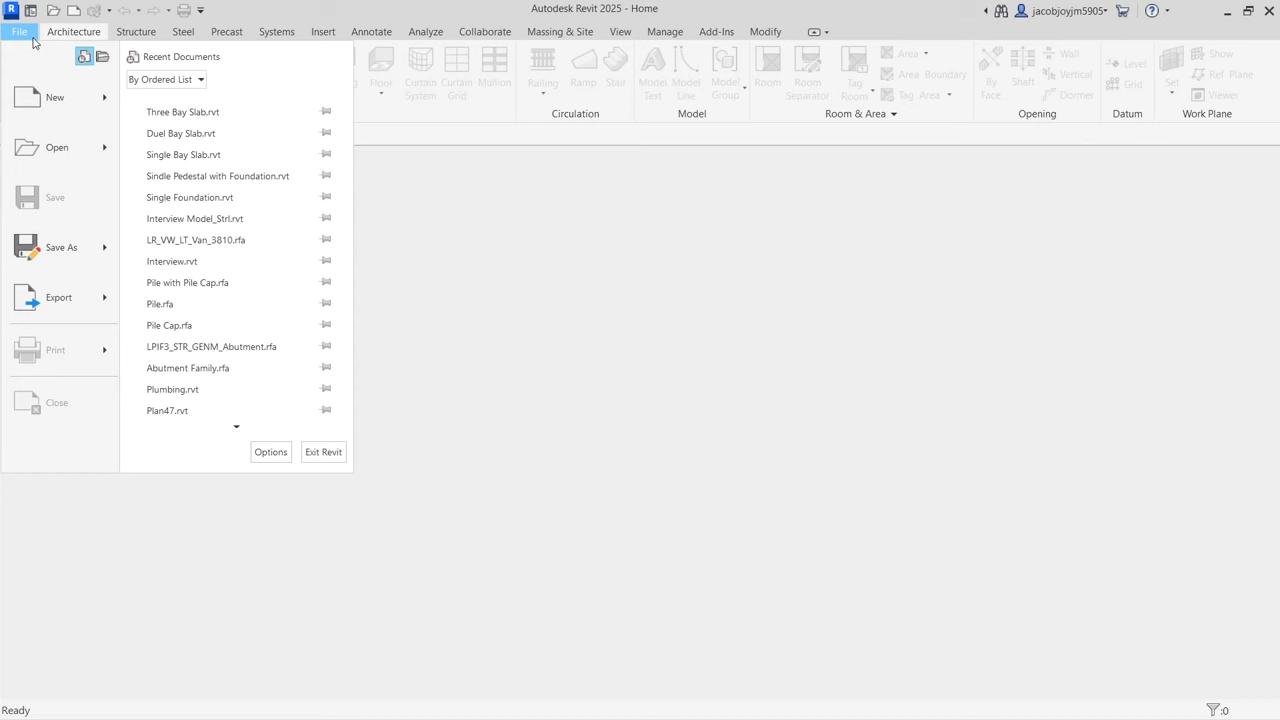 R
Autodesk Revit 2025 - Home
jacobjoyjm5905
File Architecture Structure Steel Precast Systems Insert Annotate Analyze Collaborate Massing & Site View Manage Add-Ins Modify
Recent Documents
By Ordered List
New
Open
Save
Save As
Export
Print
Close
Three Bay Slab.rvt
Duel Bay Slab.rvt
Single Bay Slab.rvt
Sindle Pedestal with Foundation.rvt
Single Foundation.rvt
Interview Model_Strl.rvt
LR_VW_LT_Van_3810.rfa
Interview.rvt
Pile with Pile Cap.rfa
Pile.rfa
Pile Cap.rfa
LPIF3_STR_GENM_Abutment.rfa
Abutment Family.rfa
Plumbing.rvt
Plan47.rvt
Options Exit Revit
Floor
Curtain System
Curtain Grid
Mullion
Railing
Ramp
Stair
Circulation
Model Text
Model Line
Model Group
Model
Room
Room Separator
Tag Room
Area
Area Boundary
Tag Area
Room & Area
By Face
Shaft
Wall
Vertical
Dormer
Opening
Level
Grid
Datum
Set
Show
Ref Plane
Viewer
Work Plane
Ready
:0